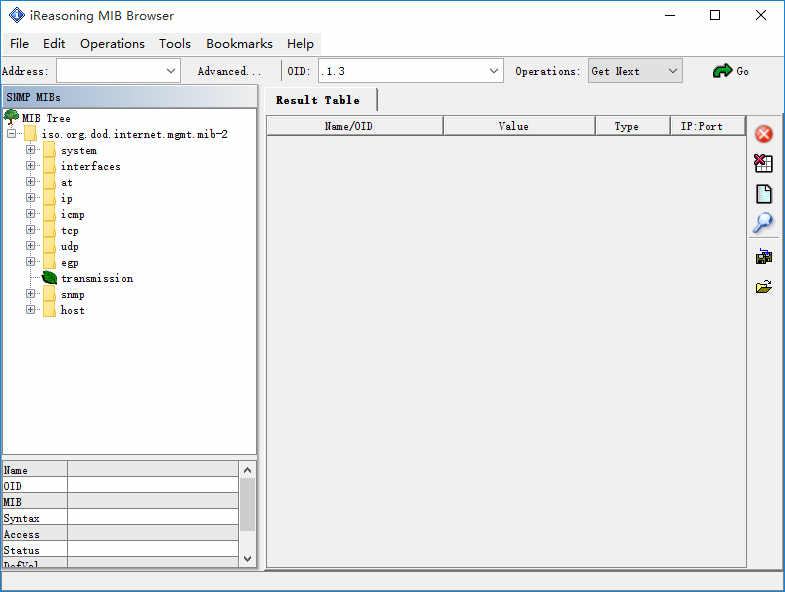 iReasoning MIB Browser
File Edit Operations Tools Bookmarks Help
Address: Advanced... OID: .1.3 Operations: Get Next Go
SNMP MIBs
Result Table
MIB Tree
Name/OID Value Type IP:Port
iso.org.dod.internet.mgmt.mib-2
system
interfaces
at
ip
icmp
tcp
udp
egp
transmission
snmp
host
Name
OID
MIB
Syntax
Access
Status
DefVal